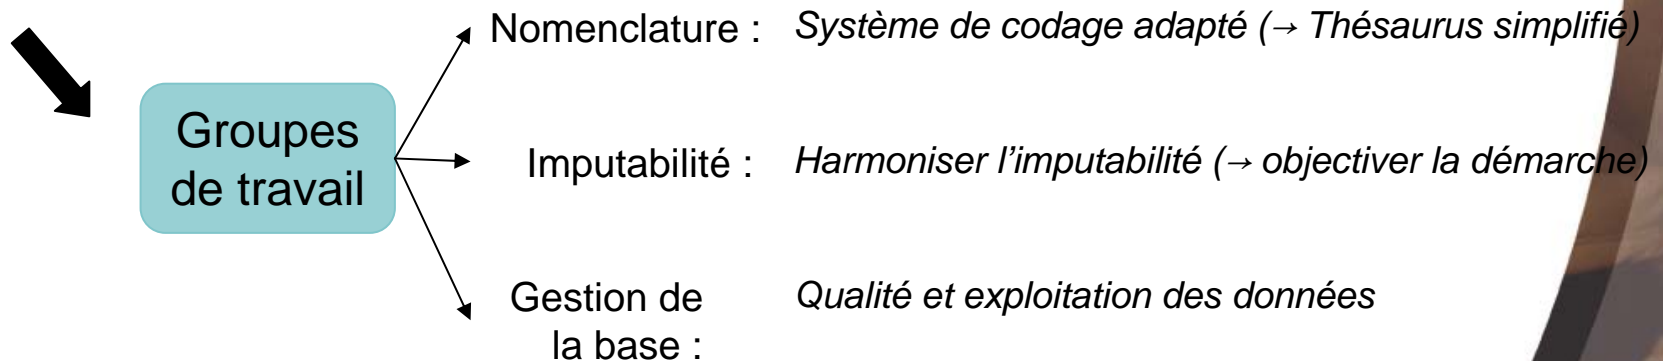 Nomenclature : Système de codage adapté (→ Thésaurus simplifié)
Groupes
de travail
Imputabilité : Harmoniser l’imputabilité (→ objectiver la démarche)
Gestion de
la base :
Qualité et exploitation des données